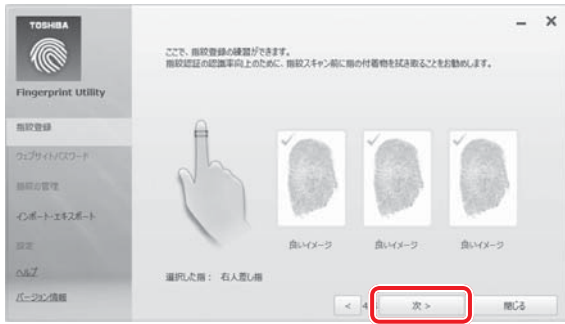 TOSHIBA
Fingerprint Utility
指紋登録
ウェブサイトパスワード
指紋の管理
インポート・エキスポート
設定
ヘルプ
バージョン情報
ここで、指紋登録の練習ができます。
指紋認証の認識率向上のために、指紋スキャン前に指の付着物を拭き取ることをお勧めします。
良いイメージ
良いイメージ
良いイメージ
選択した指： 右人差し指
< 4 次 > 閉じる